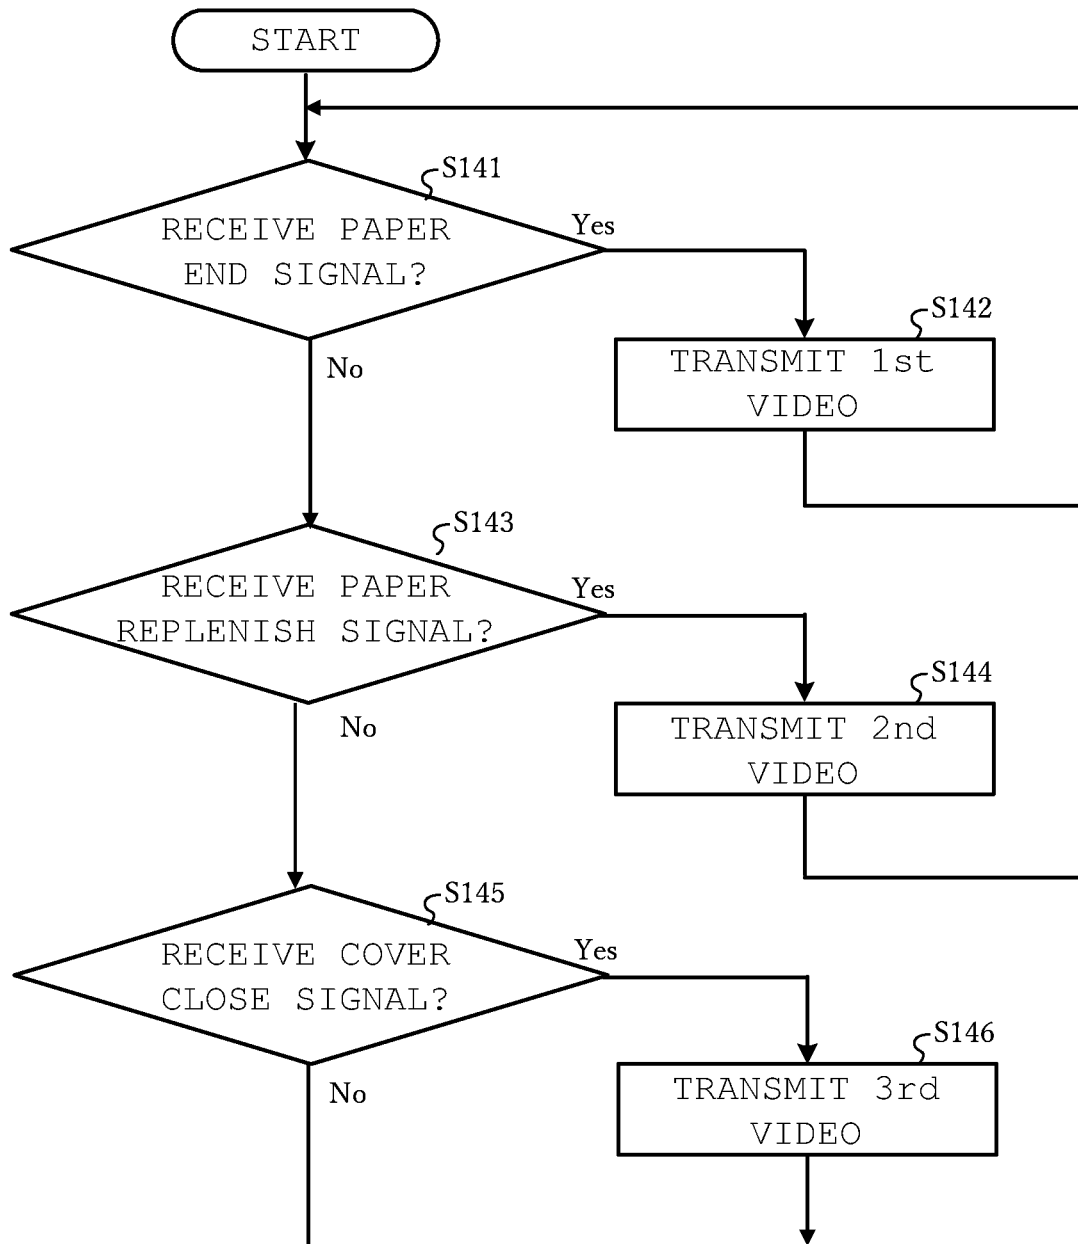 START
S141
RECEIVE PAPER
END SIGNAL?
Yes
No
S142
TRANSMIT 1st
VIDEO
S143
RECEIVE PAPER
REPLENISH SIGNAL?
Yes
No
S144
TRANSMIT 2nd
VIDEO
S145
RECEIVE COVER
CLOSE SIGNAL?
Yes
No
S146
TRANSMIT 3rd
VIDEO